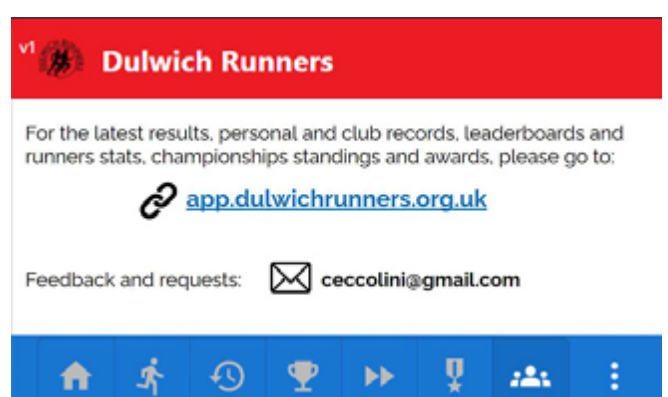 v1
Dulwich Runners
For the latest results, personal and club records, leaderboards and
runners stats, championships standings and awards, please go to:
app.dulwichrunners.org.uk
Feedback and requests: ceccolini@gmail.com